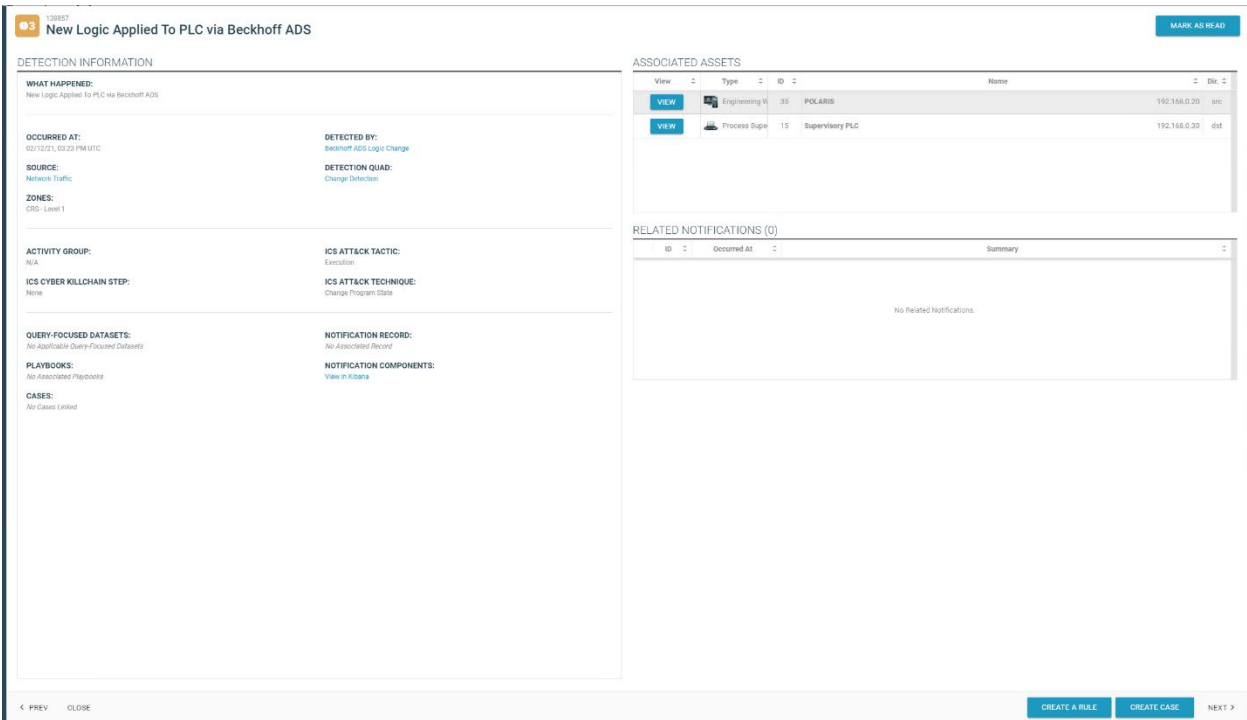 03
138857
New Logic Applied To PLC via Beckhoff ADS
MARK AS READ
DETECTION INFORMATION
WHAT HAPPENED:
New Logic Applied To PLC via Beckhoff ADS
OCCURRED AT:
02/12/21, 03:23 PM UTC
DETECTED BY:
Beckhoff ADS Logic Change
SOURCE:
Network Traffic
DETECTION QUAD:
Change Detection
ZONES:
CRS - Level 1
ACTIVITY GROUP:
N/A
ICS ATT&CK TACTIC:
Execution
ICS CYBER KILLCHAIN STEP:
None
ICS ATT&CK TECHNIQUE:
Change Program State
QUERY-FOCUSED DATASETS:
No Applicable Query-Focused Datasets
NOTIFICATION RECORD:
No Associated Record
PLAYBOOKS:
No Associated Playbooks
NOTIFICATION COMPONENTS:
View in Kibana
CASES:
No Cases Linked
ASSOCIATED ASSETS
View Type ID Name Dir.
VIEW Engineering W 35 POLARIS 192.168.0.20 src
VIEW Process Supe 15 Supervisory PLC 192.168.0.30 dst
RELATED NOTIFICATIONS (0)
ID Occurred At Summary
No Related Notifications.
PREV CLOSE CREATE A RULE CREATE CASE NEXT